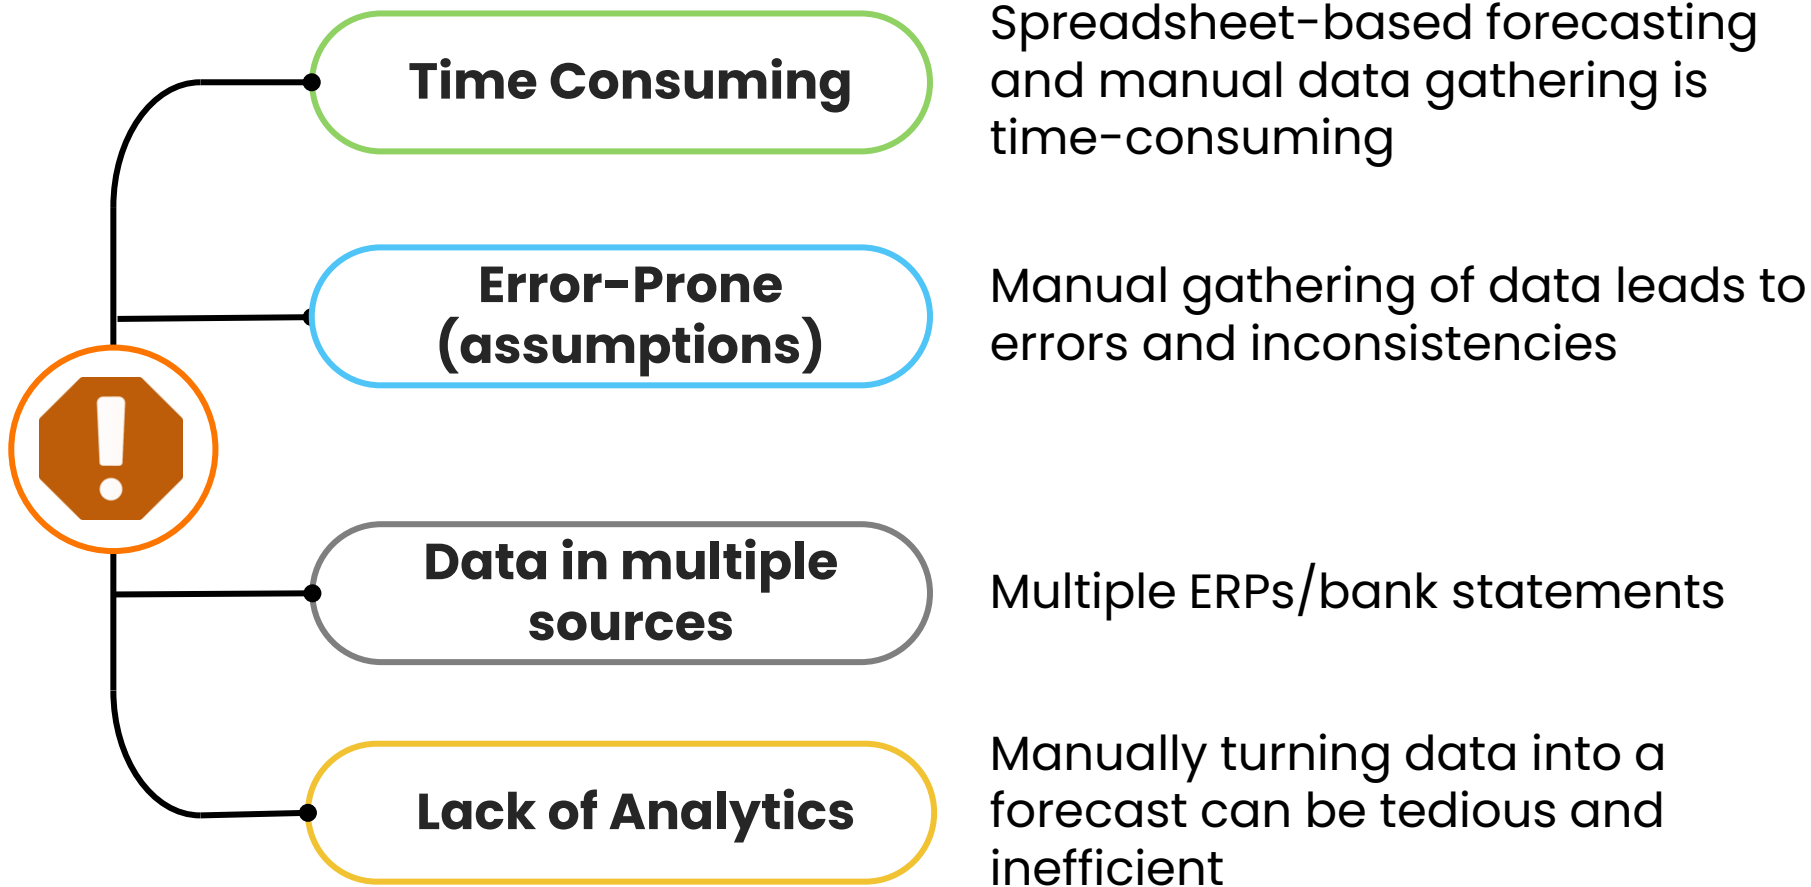 Time Consuming
Spreadsheet-based forecasting
and manual data gathering is
time-consuming
Error-Prone
(assumptions)
Manual gathering of data leads to
errors and inconsistencies
Data in multiple
sources
Multiple ERPs/bank statements
Lack of Analytics
Manually turning data into a
forecast can be tedious and
inefficient